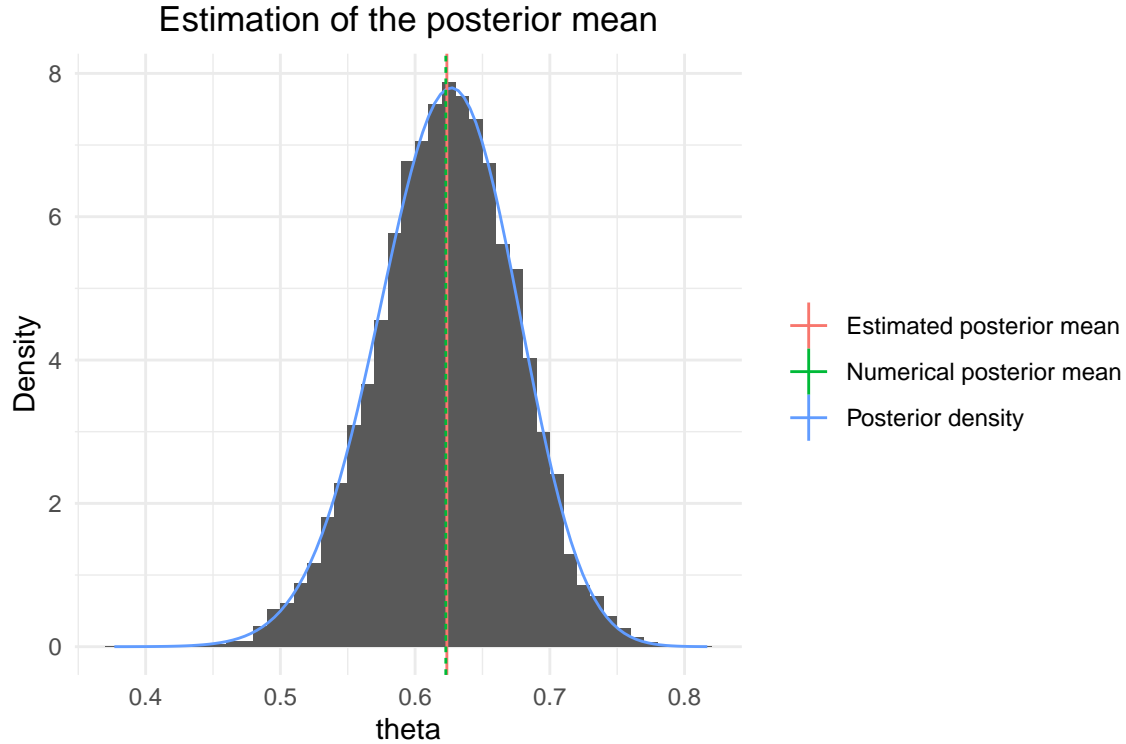 Estimation of the posterior mean
8
6
4
2
0
Density
0.4 0.5 0.6 0.7 0.8
theta
Estimated posterior mean
Numerical posterior mean
Posterior density